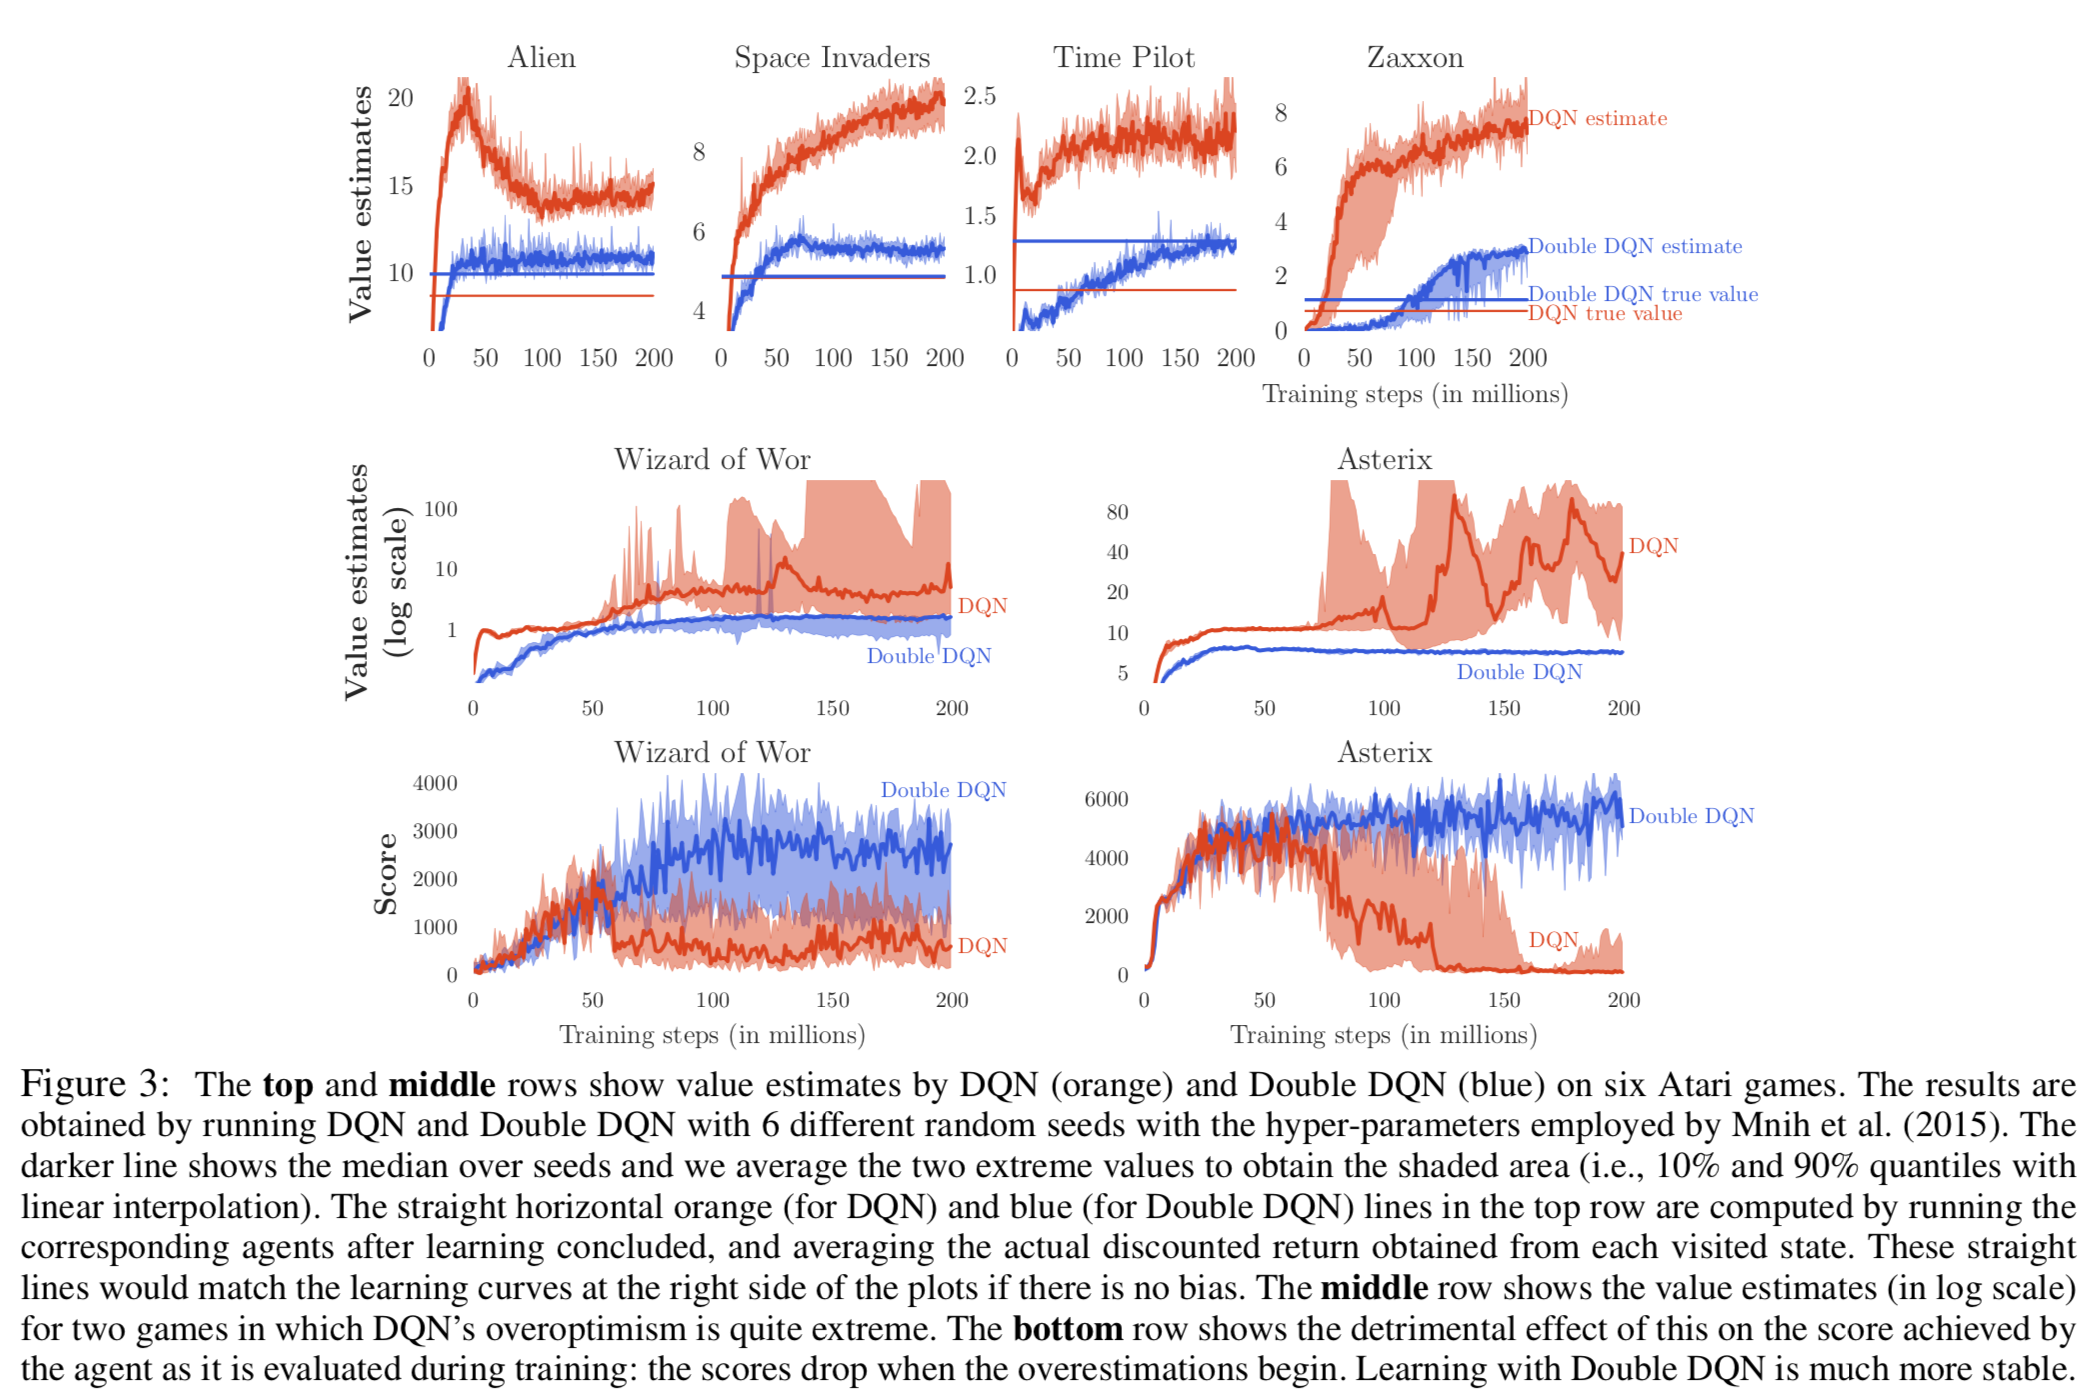 Alien
Space Invaders
Time Pilot
Zaxxon
Value estimates
20
15
10
0 50 100 150 200
8
6
4
0 50 100 150 200
2.5
2.0
1.5
1.0
0 50 100 150 200
8
6
4
2
0
0 50 100 150 200
DQN estimate
Double DQN estimate
Double DQN true value
DQN true value
Training steps (in millions)
Wizard of Wor
Value estimates
(log scale)
100
10
1
DQN
Double DQN
0 50 100 150 200
Asterix
80
40
20
10
5
DQN
Double DQN
0 50 100 150 200
Wizard of Wor
Score
4000
3000
2000
1000
0
Double DQN
DQN
0 50 100 150 200
Training steps (in millions)
Asterix
6000
4000
2000
0
Double DQN
DQN
0 50 100 150 200
Training steps (in millions)
Figure 3: The top and middle rows show value estimates by DQN (orange) and Double DQN (blue) on six Atari games. The results are
obtained by running DQN and Double DQN with 6 different random seeds with the hyper-parameters employed by Mnih et al. (2015). The
darker line shows the median over seeds and we average the two extreme values to obtain the shaded area (i.e., 10% and 90% quantiles with
linear interpolation). The straight horizontal orange (for DQN) and blue (for Double DQN) lines in the top row are computed by running the
corresponding agents after learning concluded, and averaging the actual discounted return obtained from each visited state. These straight
lines would match the learning curves at the right side of the plots if there is no bias. The middle row shows the value estimates (in log scale)
for two games in which DQN's overoptimism is quite extreme. The bottom row shows the detrimental effect of this on the score achieved by
the agent as it is evaluated during training: the scores drop when the overestimations begin. Learning with Double DQN is much more stable.